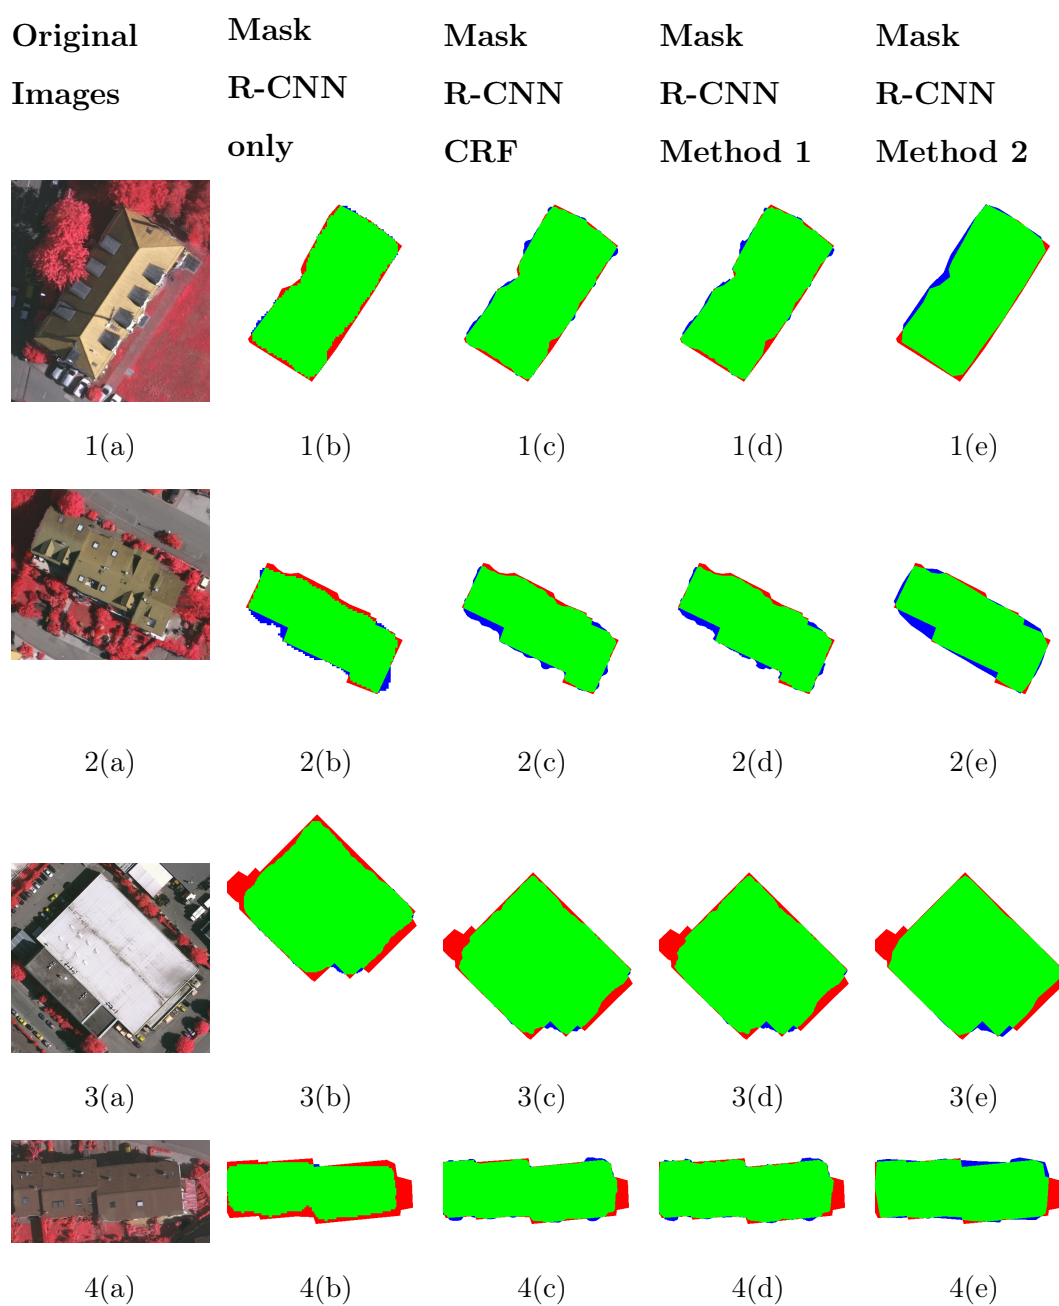 Original Images
Mask R-CNN only
Mask R-CNN CRF
Mask R-CNN Method 1
Mask R-CNN Method 2
1(a) 1(b) 1(c) 1(d) 1(e)
2(a) 2(b) 2(c) 2(d) 2(e)
3(a) 3(b) 3(c) 3(d) 3(e)
4(a) 4(b) 4(c) 4(d) 4(e)